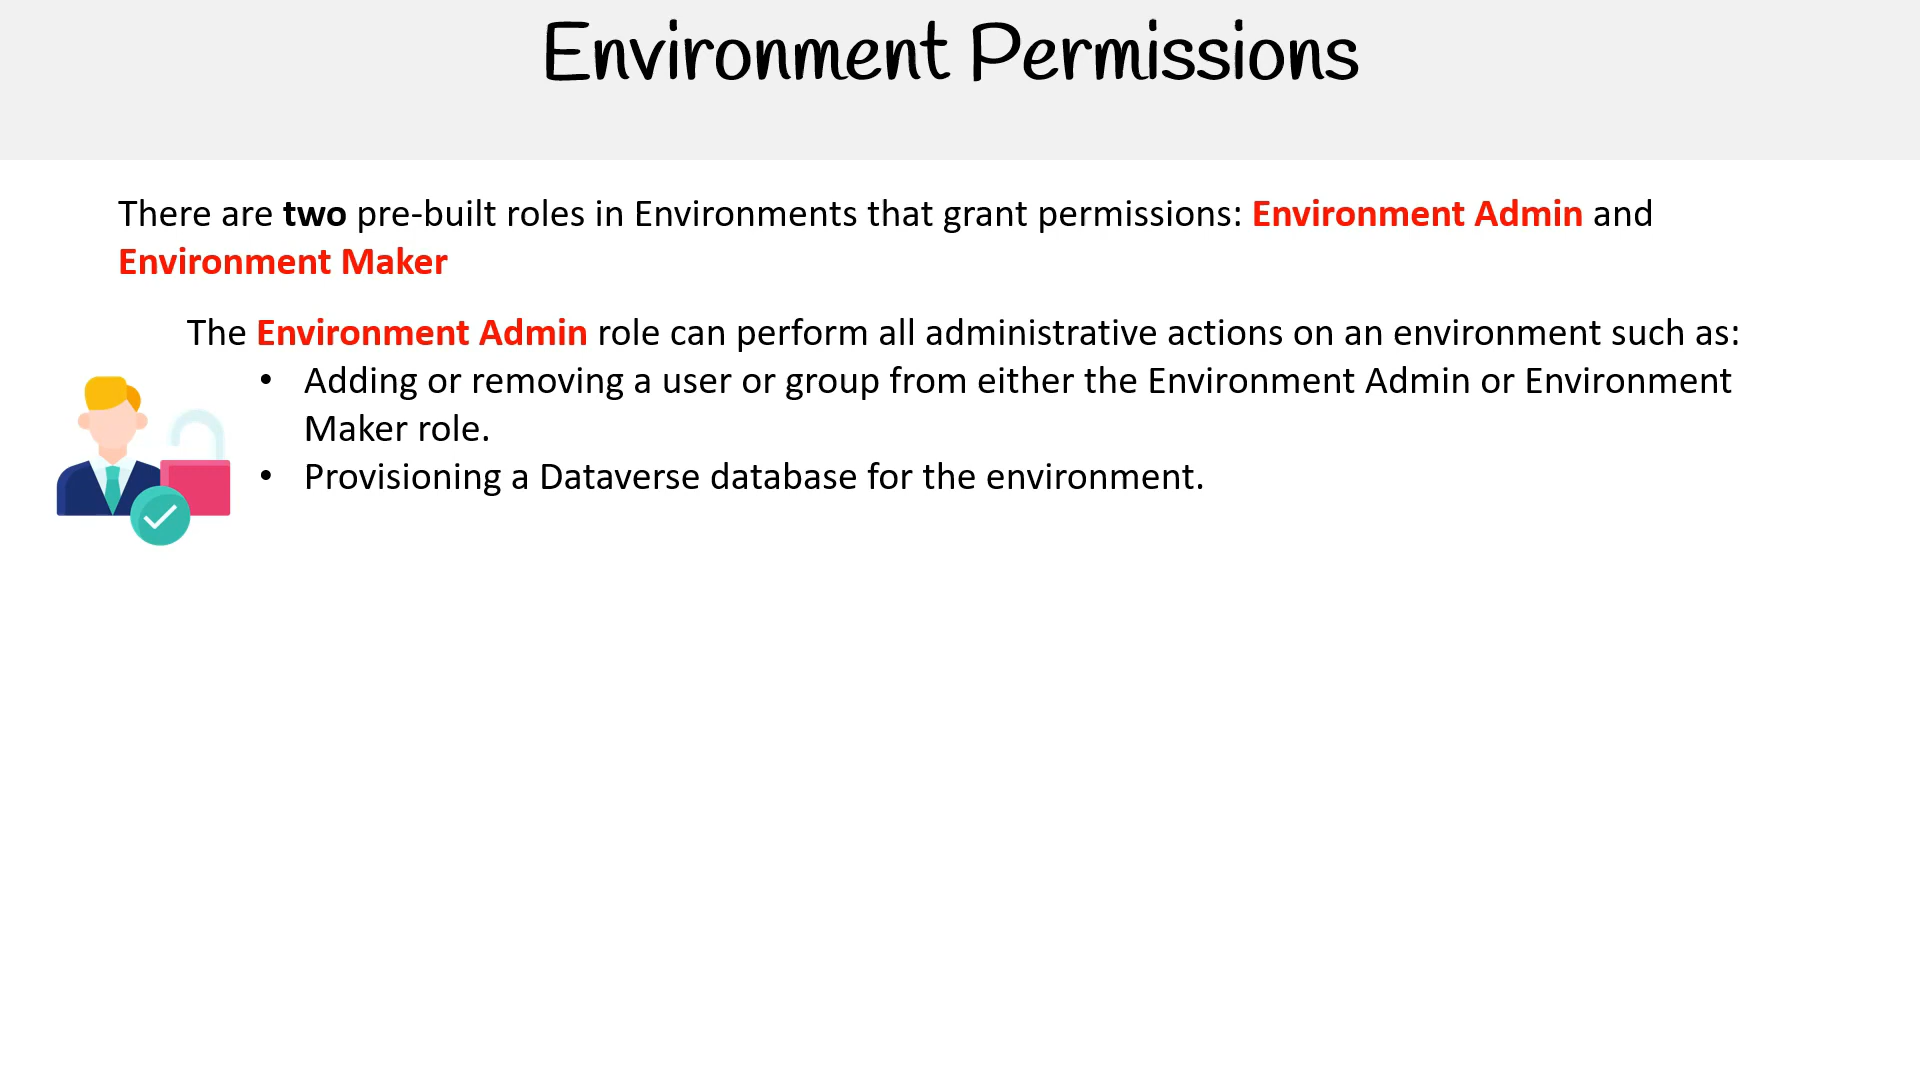 Environment Permissions
There are two pre-built roles in Environments that grant permissions: Environment Admin and
Environment Maker
The Environment Admin role can perform all administrative actions on an environment such as:
• Adding or removing a user or group from either the Environment Admin or Environment
Maker role.
• Provisioning a Dataverse database for the environment.